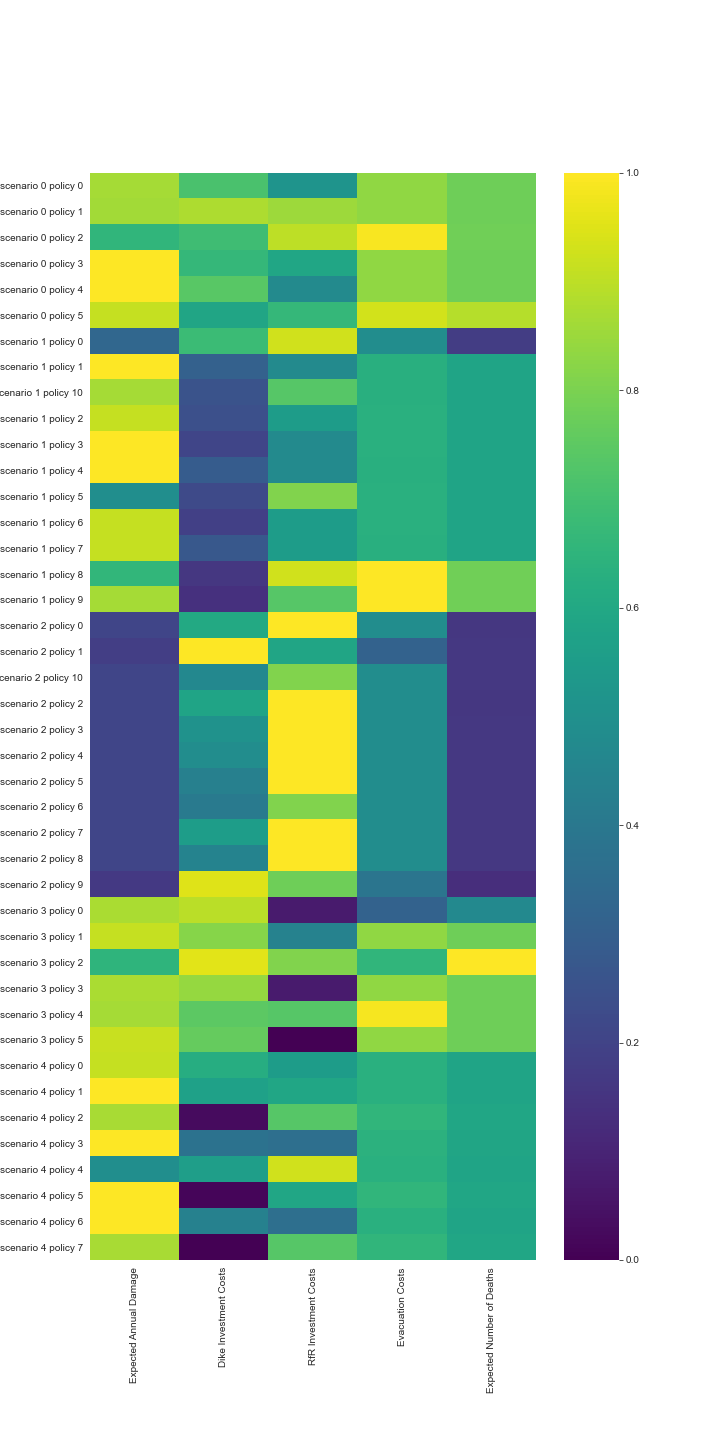 scenario 0 policy 0
scenario 0 policy 1
scenario 0 policy 2
scenario 0 policy 3
scenario 0 policy 4
scenario 0 policy 5
scenario 1 policy 0
scenario 1 policy 1
cenario 1 policy 10
scenario 1 policy 2
scenario 1 policy 3
scenario 1 policy 4
scenario 1 policy 5
scenario 1 policy 6
scenario 1 policy 7
scenario 1 policy 8
scenario 1 policy 9
scenario 2 policy 0
scenario 2 policy 1
cenario 2 policy 10
scenario 2 policy 2
scenario 2 policy 3
scenario 2 policy 4
scenario 2 policy 5
scenario 2 policy 6
scenario 2 policy 7
scenario 2 policy 8
scenario 2 policy 9
scenario 3 policy 0
scenario 3 policy 1
scenario 3 policy 2
scenario 3 policy 3
scenario 3 policy 4
scenario 3 policy 5
scenario 4 policy 0
scenario 4 policy 1
scenario 4 policy 2
scenario 4 policy 3
scenario 4 policy 4
scenario 4 policy 5
scenario 4 policy 6
scenario 4 policy 7
Expected Annual Damage
Dike Investment Costs
RfR Investment Costs
Evacuation Costs
Expected Number of Deaths
1.0
0.8
0.6
0.4
0.2
0.0